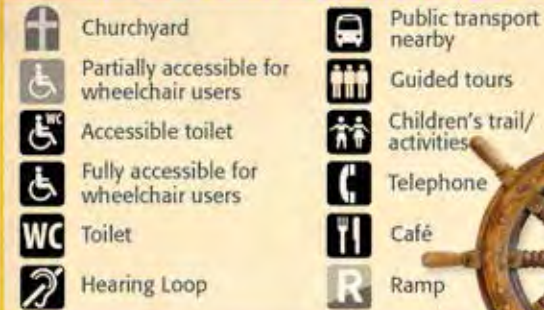 Churchyard
Partially accessible for
wheelchair users
WC
Accessible toilet
Fully accessible for
wheelchair users
WC
Toilet
Hearing Loop
Public transport
nearby
Guided tours
Children's trail/
activities
Telephone
Café
R
Ramp